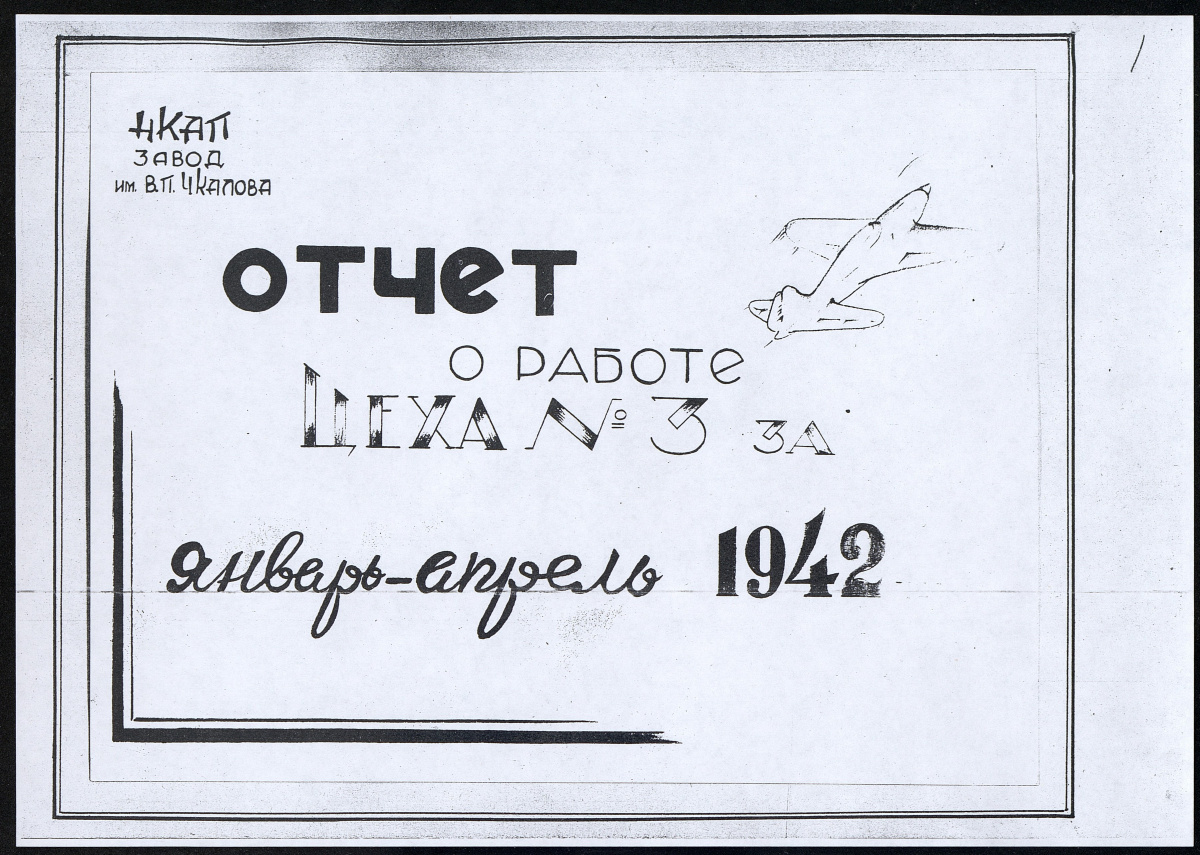 НКАП
ЗАВОД
им. В.П. Чкалова
ОТЧЕТ
О РАБОТЕ
ЦЕХА № 3 ЗА
январь-апрель 1942